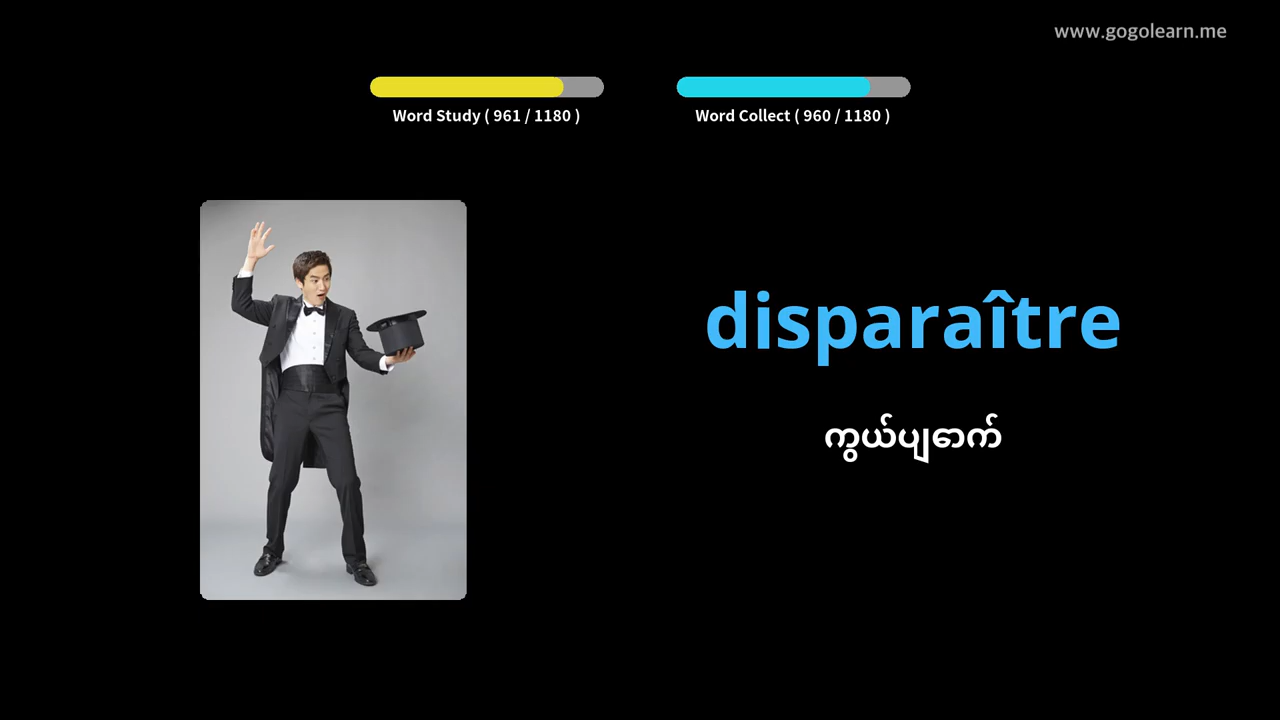 www.gogolearn.me
Word Study ( 961 / 1180 )
Word Collect ( 960 / 1180 )
disparaître
ကွယ်ပျောက်